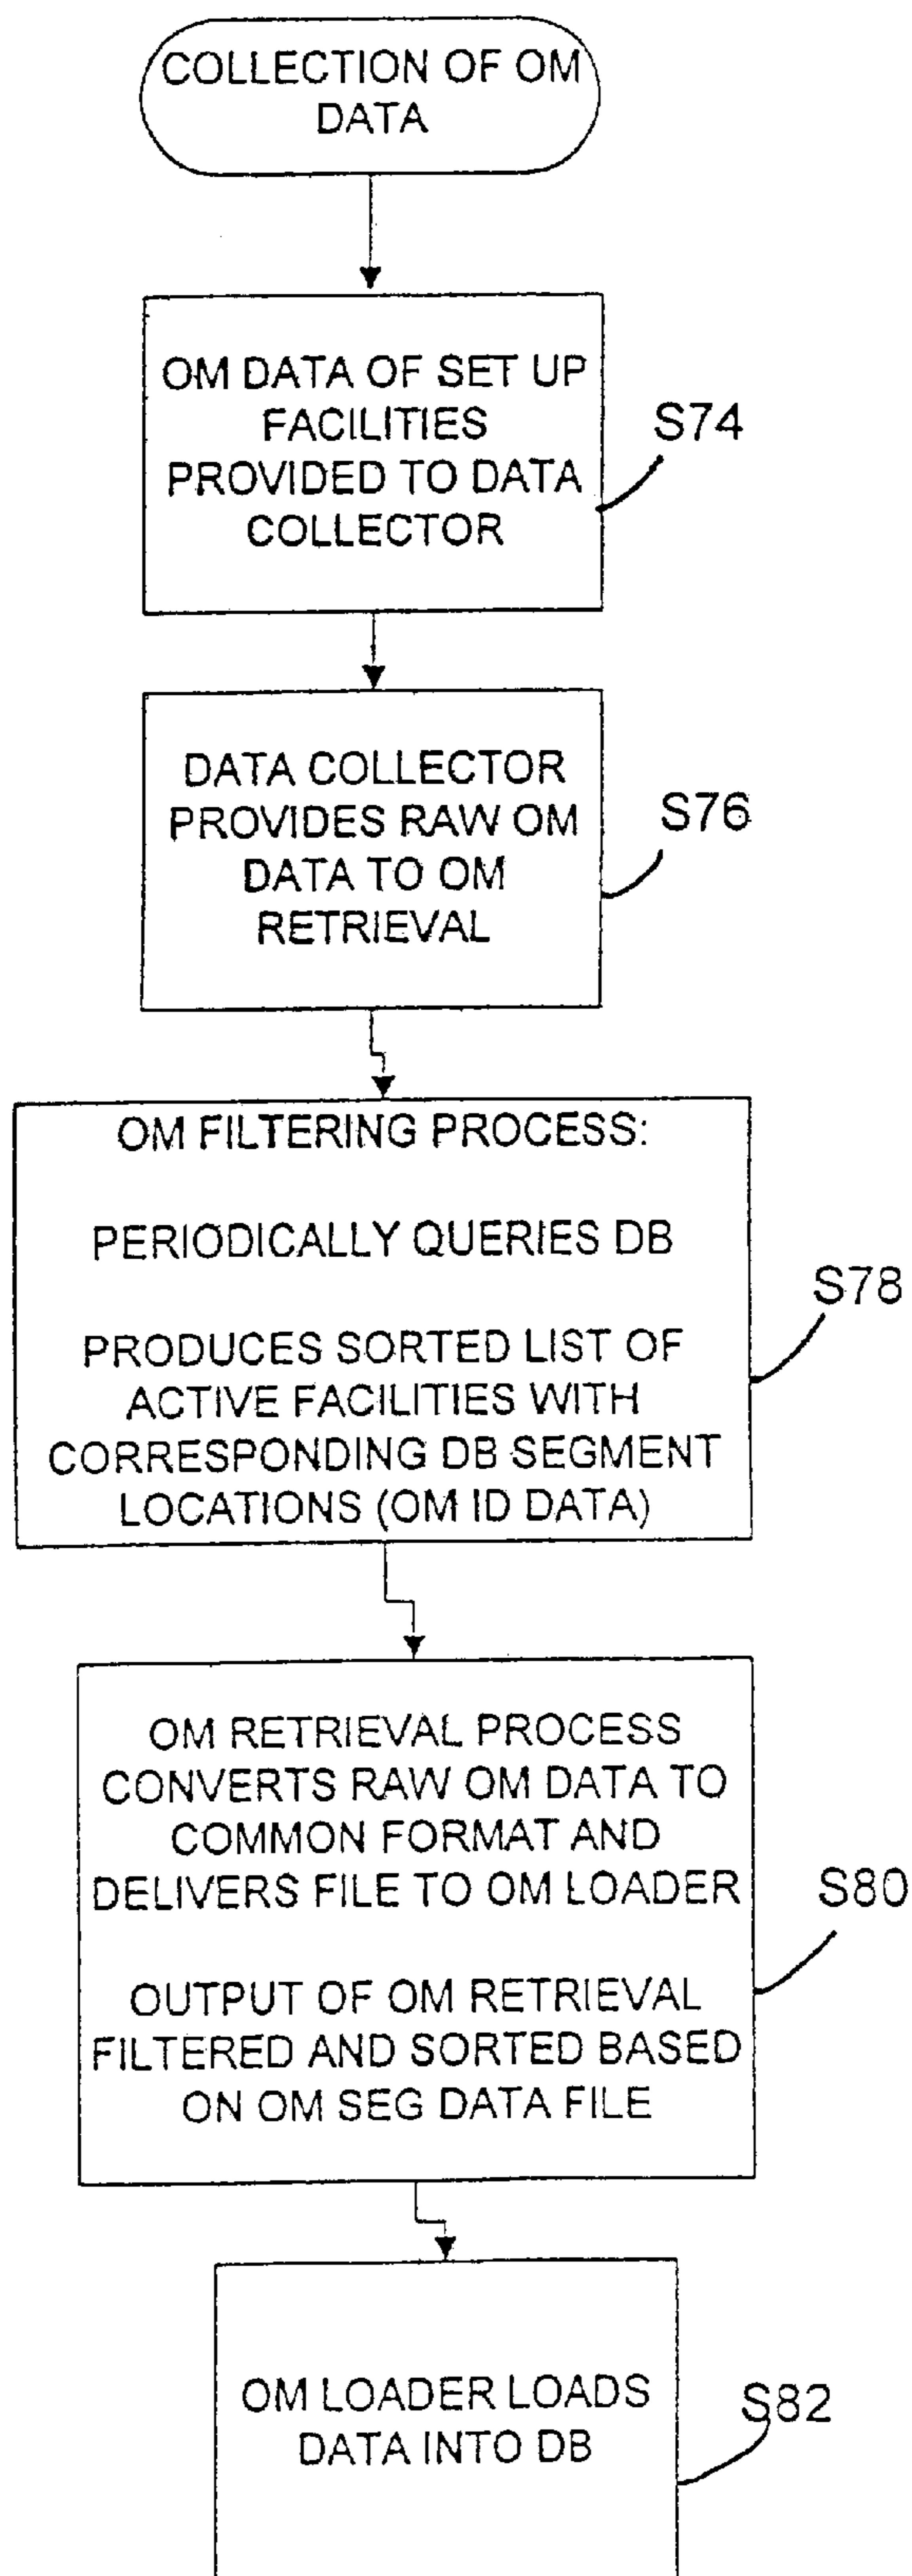 COLLECTION OF OM
DATA
OM DATA OF SET UP
FACILITIES
PROVIDED TO DATA
COLLECTOR
S74
DATA COLLECTOR
PROVIDES RAW OM
DATA TO OM
RETRIEVAL
S76
OM FILTERING PROCESS:
PERIODICALLY QUERIES DB
PRODUCES SORTED LIST OF
ACTIVE FACILITIES WITH
CORRESPONDING DB SEGMENT
LOCATIONS (OM ID DATA)
S78
OM RETRIEVAL PROCESS
CONVERTS RAW OM DATA TO
COMMON FORMAT AND
DELIVERS FILE TO OM LOADER
OUTPUT OF OM RETRIEVAL
FILTERED AND SORTED BASED
ON OM SEG DATA FILE
S80
OM LOADER LOADS
DATA INTO DB
S82